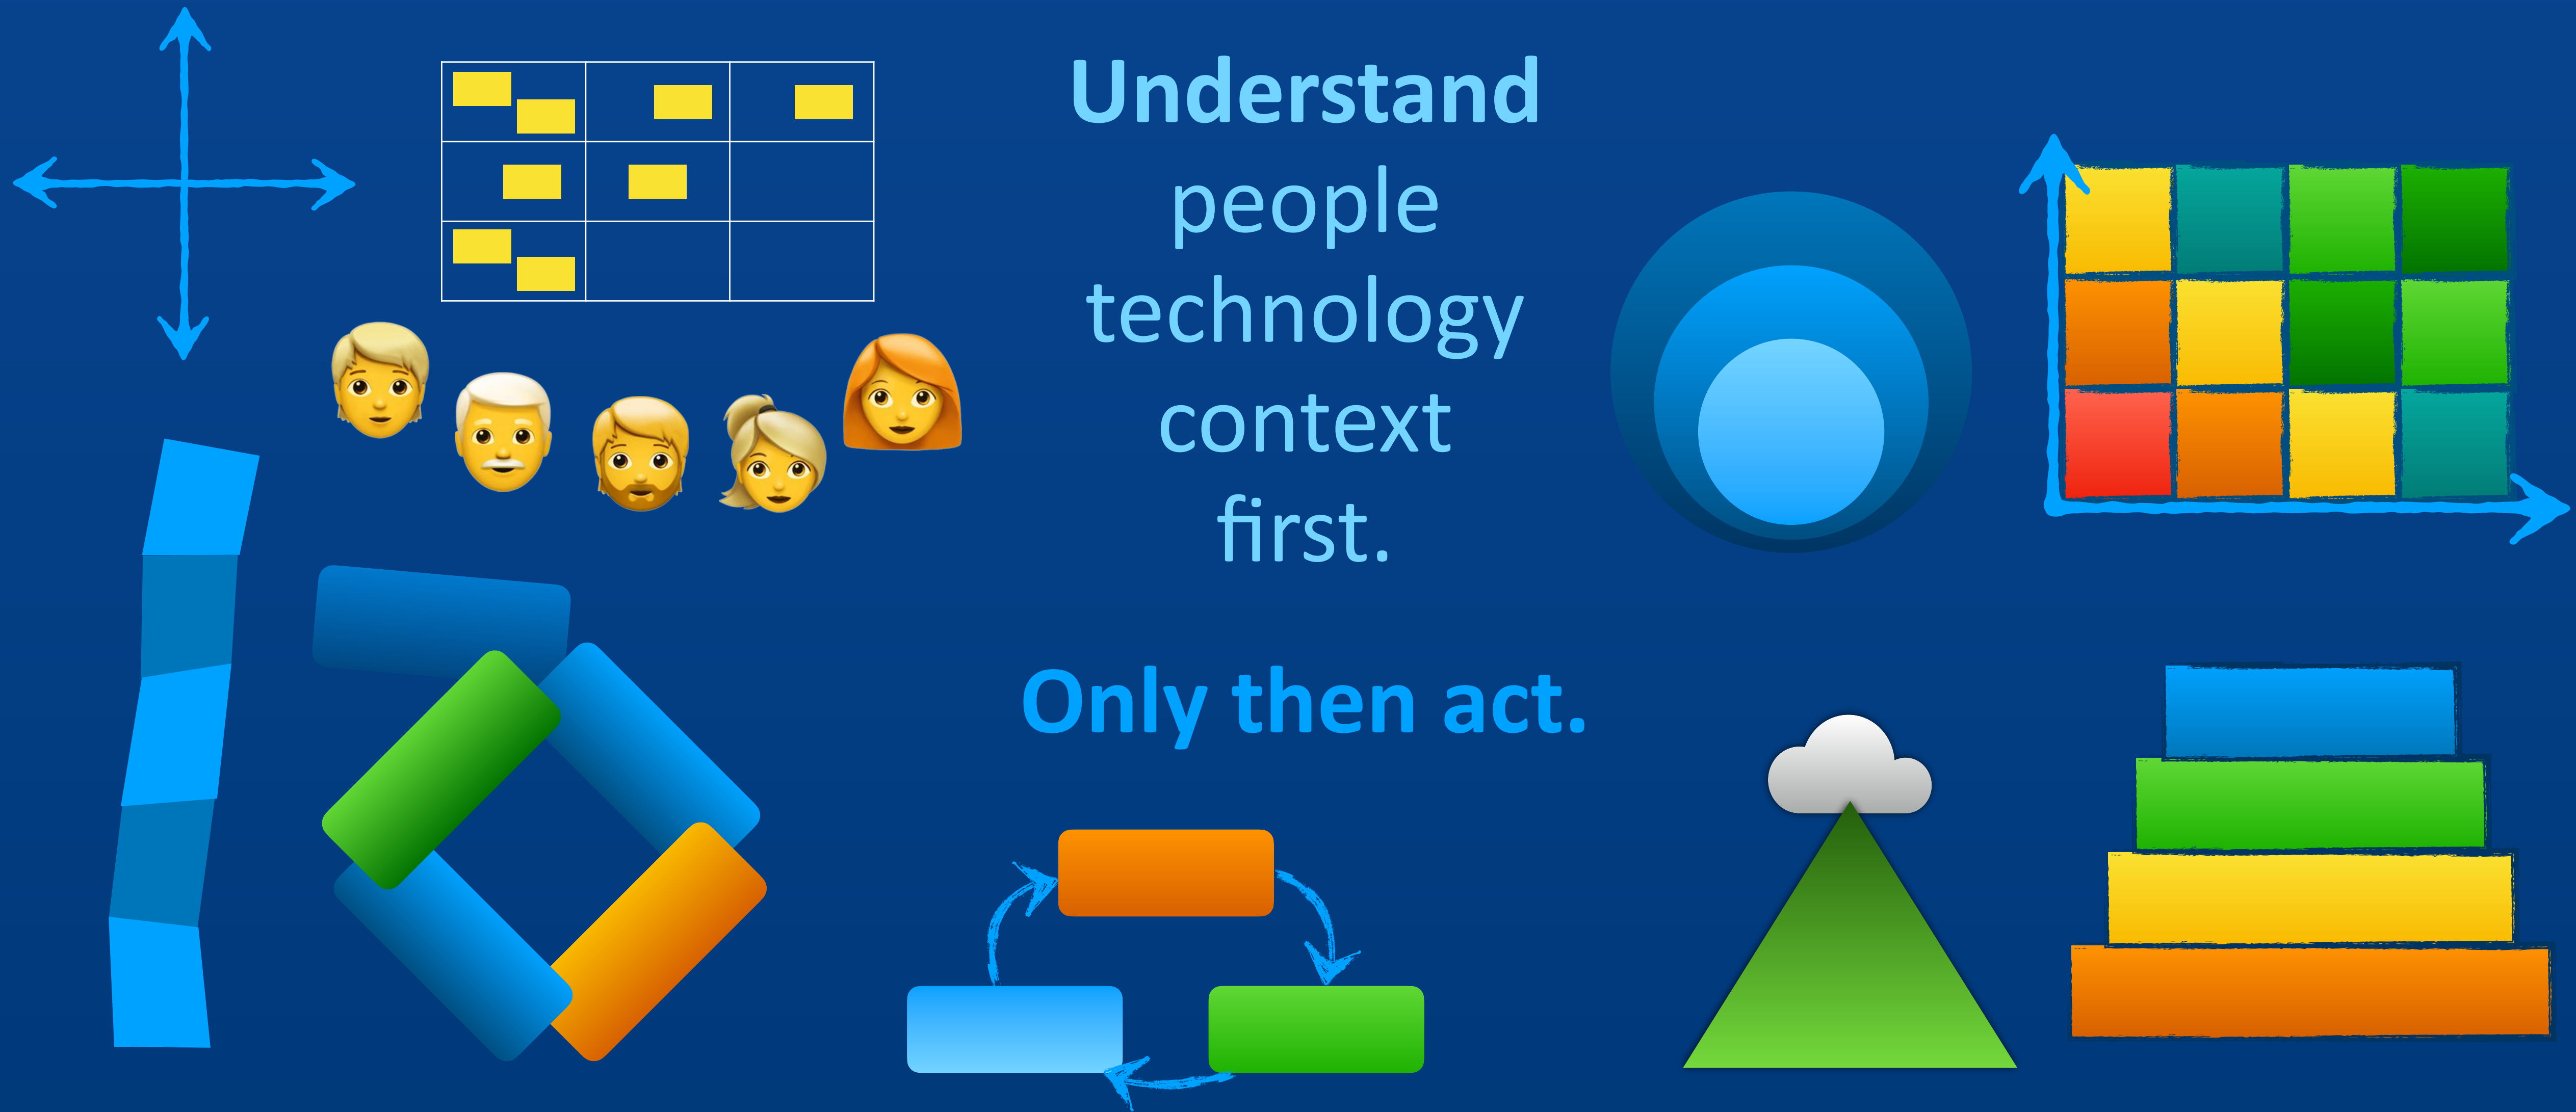 Understand
people
technology
context
first.
Only then act.